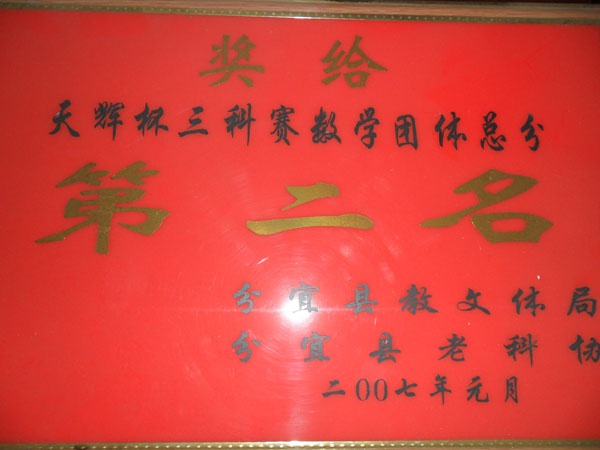 奖给
天辉杯三科赛数学团体总分
第二名
分宜县教文体局
分宜县老科协
二00七年元月